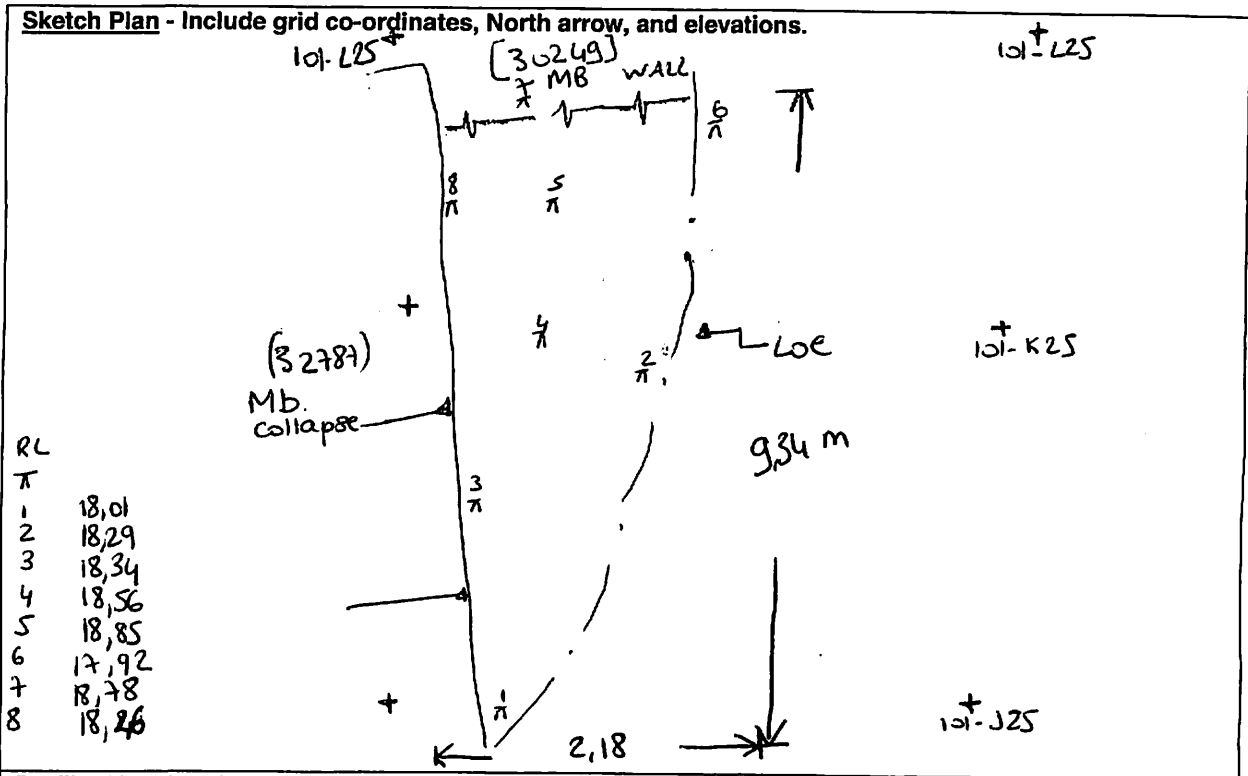 Sketch Plan - Include grid co-ordinates, North arrow, and elevations.
101-L25
[30249]
MB WALL
101-L25
7
π
6
π
8
π
5
π
(32787)
Mb.
collapse
4
π
2
π
LOE
101-K25
9,34 m
3
π
RL
π
1 18,01
2 18,29
3 18,34
4 18,56
5 18,85
6 17,92
7 18,78
8 18,26
1
π
2,18
101-J25